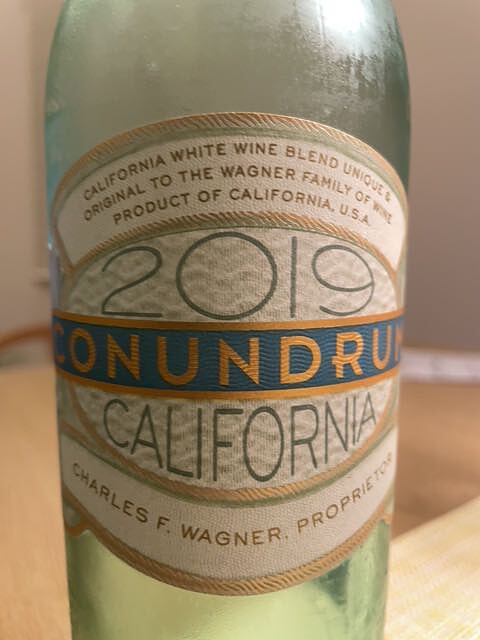 CALIFORNIA WHITE WINE BLEND UNIQUE &
ORIGINAL TO THE WAGNER FAMILY OF WINE
PRODUCT OF CALIFORNIA, U.S.A.
2019
CONUNDRUM
CALIFORNIA
CHARLES F. WAGNER, PROPRIETOR